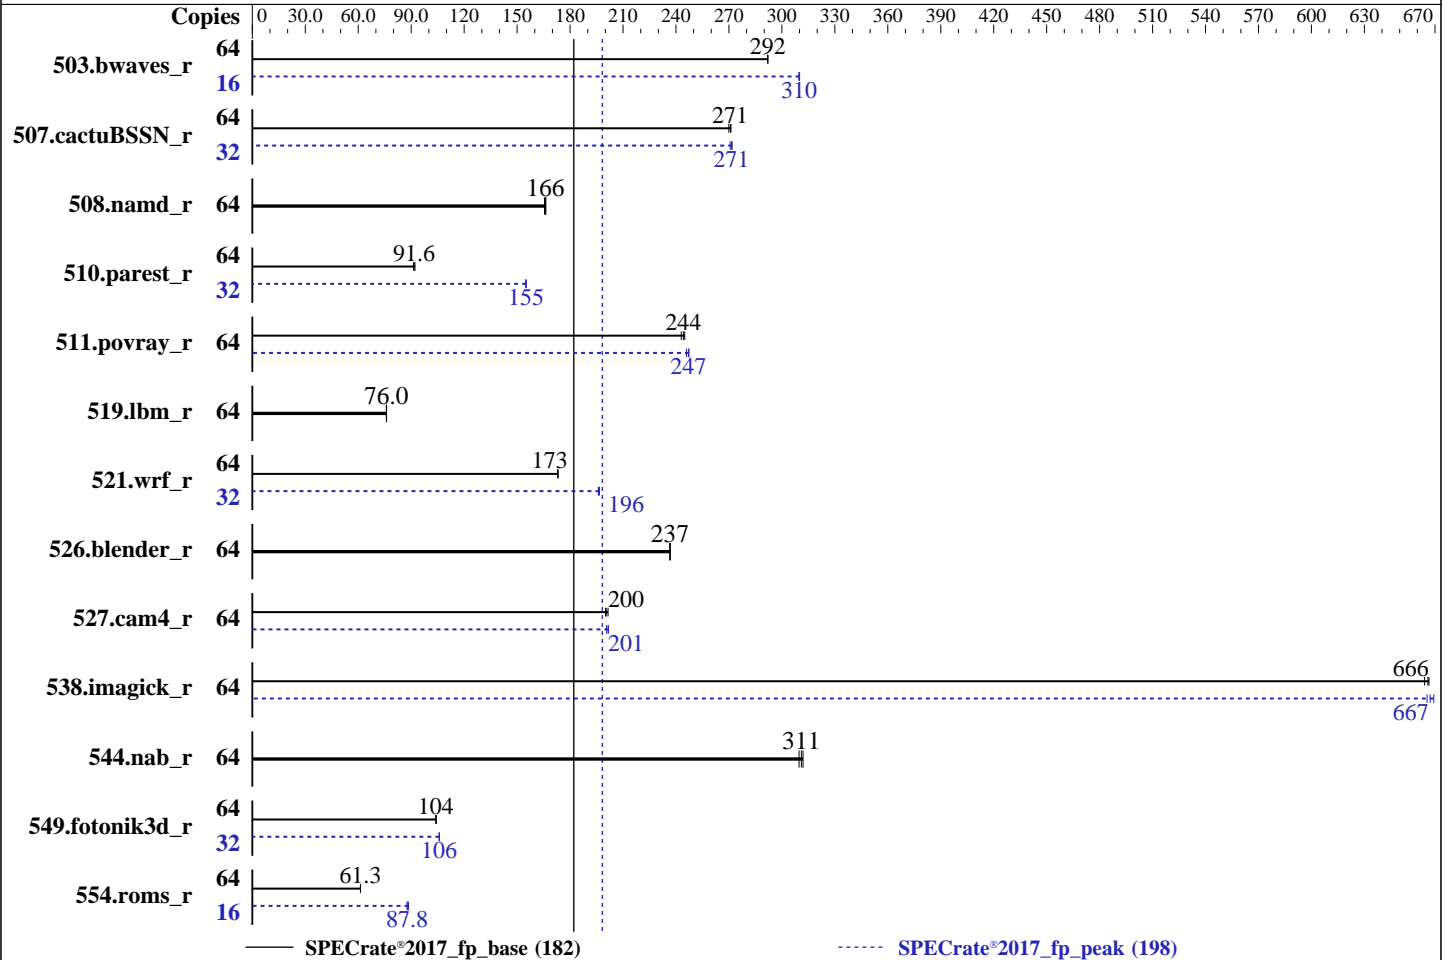 Copies 0 30.0 60.0 90.0 120 150 180 210 240 270 300 330 360 390 420 450 480 510 540 570 600 630 670
503.bwaves_r 64 292
16 310
507.cactuBSSN_r 64 271
32 271
508.namd_r 64 166
510.parest_r 64 91.6
32 155
511.povray_r 64 244
247
519.lbm_r 64 76.0
521.wrf_r 64 173
32 196
526.blender_r 64 237
527.cam4_r 64 200
201
538.imagick_r 64 666
667
544.nab_r 64 311
549.fotonik3d_r 64 104
32 106
554.roms_r 64 61.3
16 87.8
SPECrate®2017_fp_base (182) SPECrate®2017_fp_peak (198)